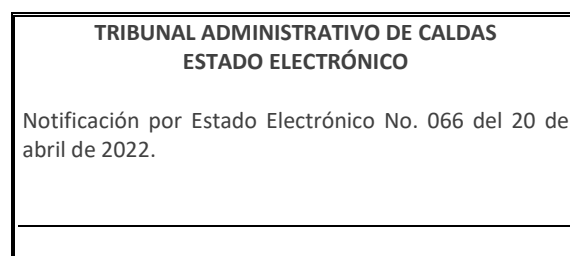 TRIBUNAL ADMINISTRATIVO DE CALDAS
ESTADO ELECTRÓNICO
Notificación por Estado Electrónico No. 066 del 20 de
abril de 2022.